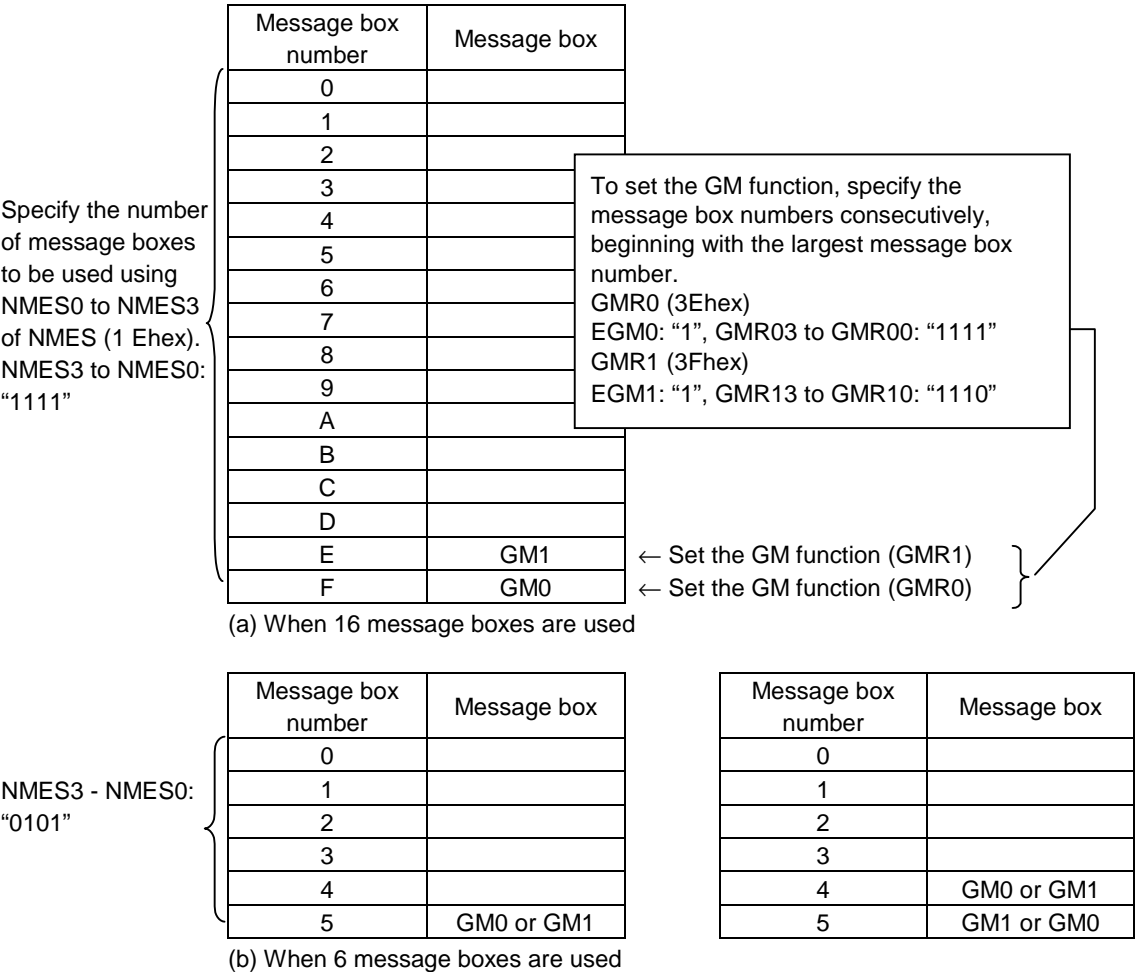 Message box number | Message box
0
1
2
3
4
5
6
7
8
9
A
B
C
D
E | GM1 ← Set the GM function (GMR1)
F | GM0 ← Set the GM function (GMR0)
Specify the number
of message boxes
to be used using
NMES0 to NMES3
of NMES (1 Ehex).
NMES3 to NMES0:
“1111”
To set the GM function, specify the
message box numbers consecutively,
beginning with the largest message box
number.
GMR0 (3Ehex)
EGM0: “1”, GMR03 to GMR00: “1111”
GMR1 (3Fhex)
EGM1: “1”, GMR13 to GMR10: “1110”
(a) When 16 message boxes are used
NMES3 - NMES0:
“0101”
Message box number | Message box
0
1
2
3
4
5 | GM0 or GM1
Message box number | Message box
0
1
2
3
4 | GM0 or GM1
5 | GM1 or GM0
(b) When 6 message boxes are used